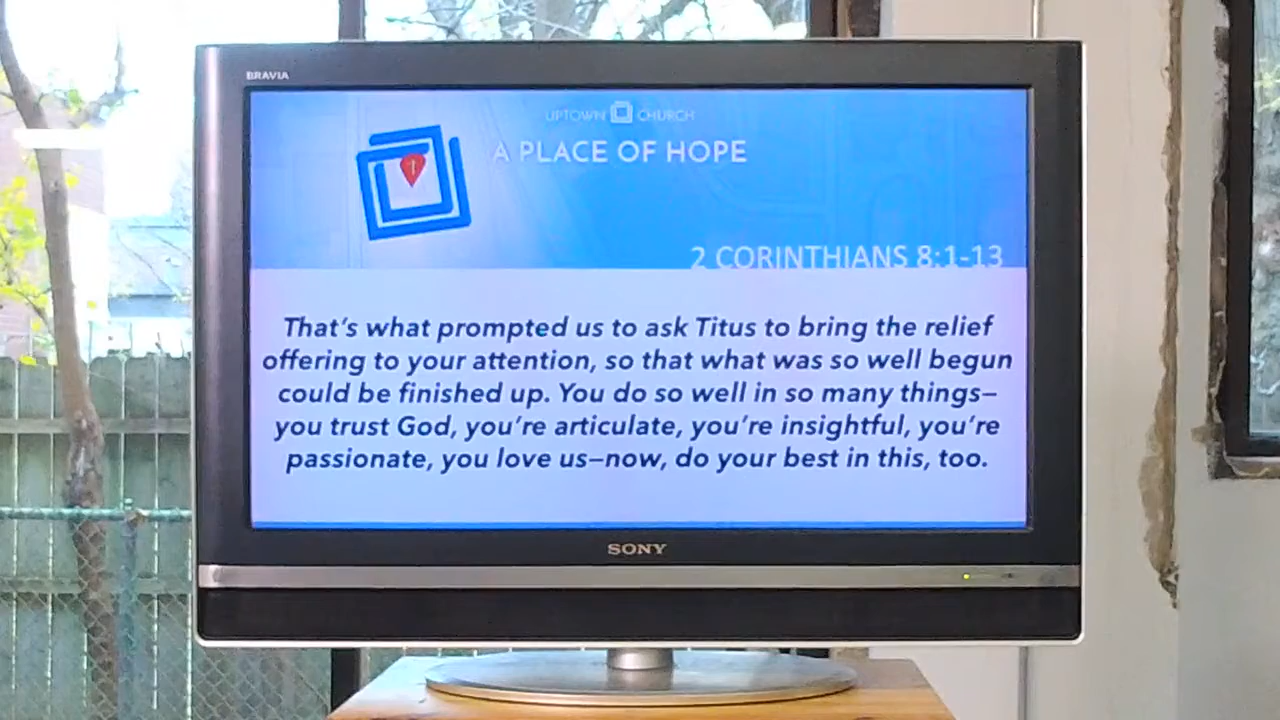 BRAVIA
UPTOWN CHURCH
A PLACE OF HOPE
2 CORINTHIANS 8:1-13
That's what prompted us to ask Titus to bring the relief
offering to your attention, so that what was so well begun
could be finished up. You do so well in so many things—
you trust God, you're articulate, you're insightful, you're
passionate, you love us—now, do your best in this, too.
SONY